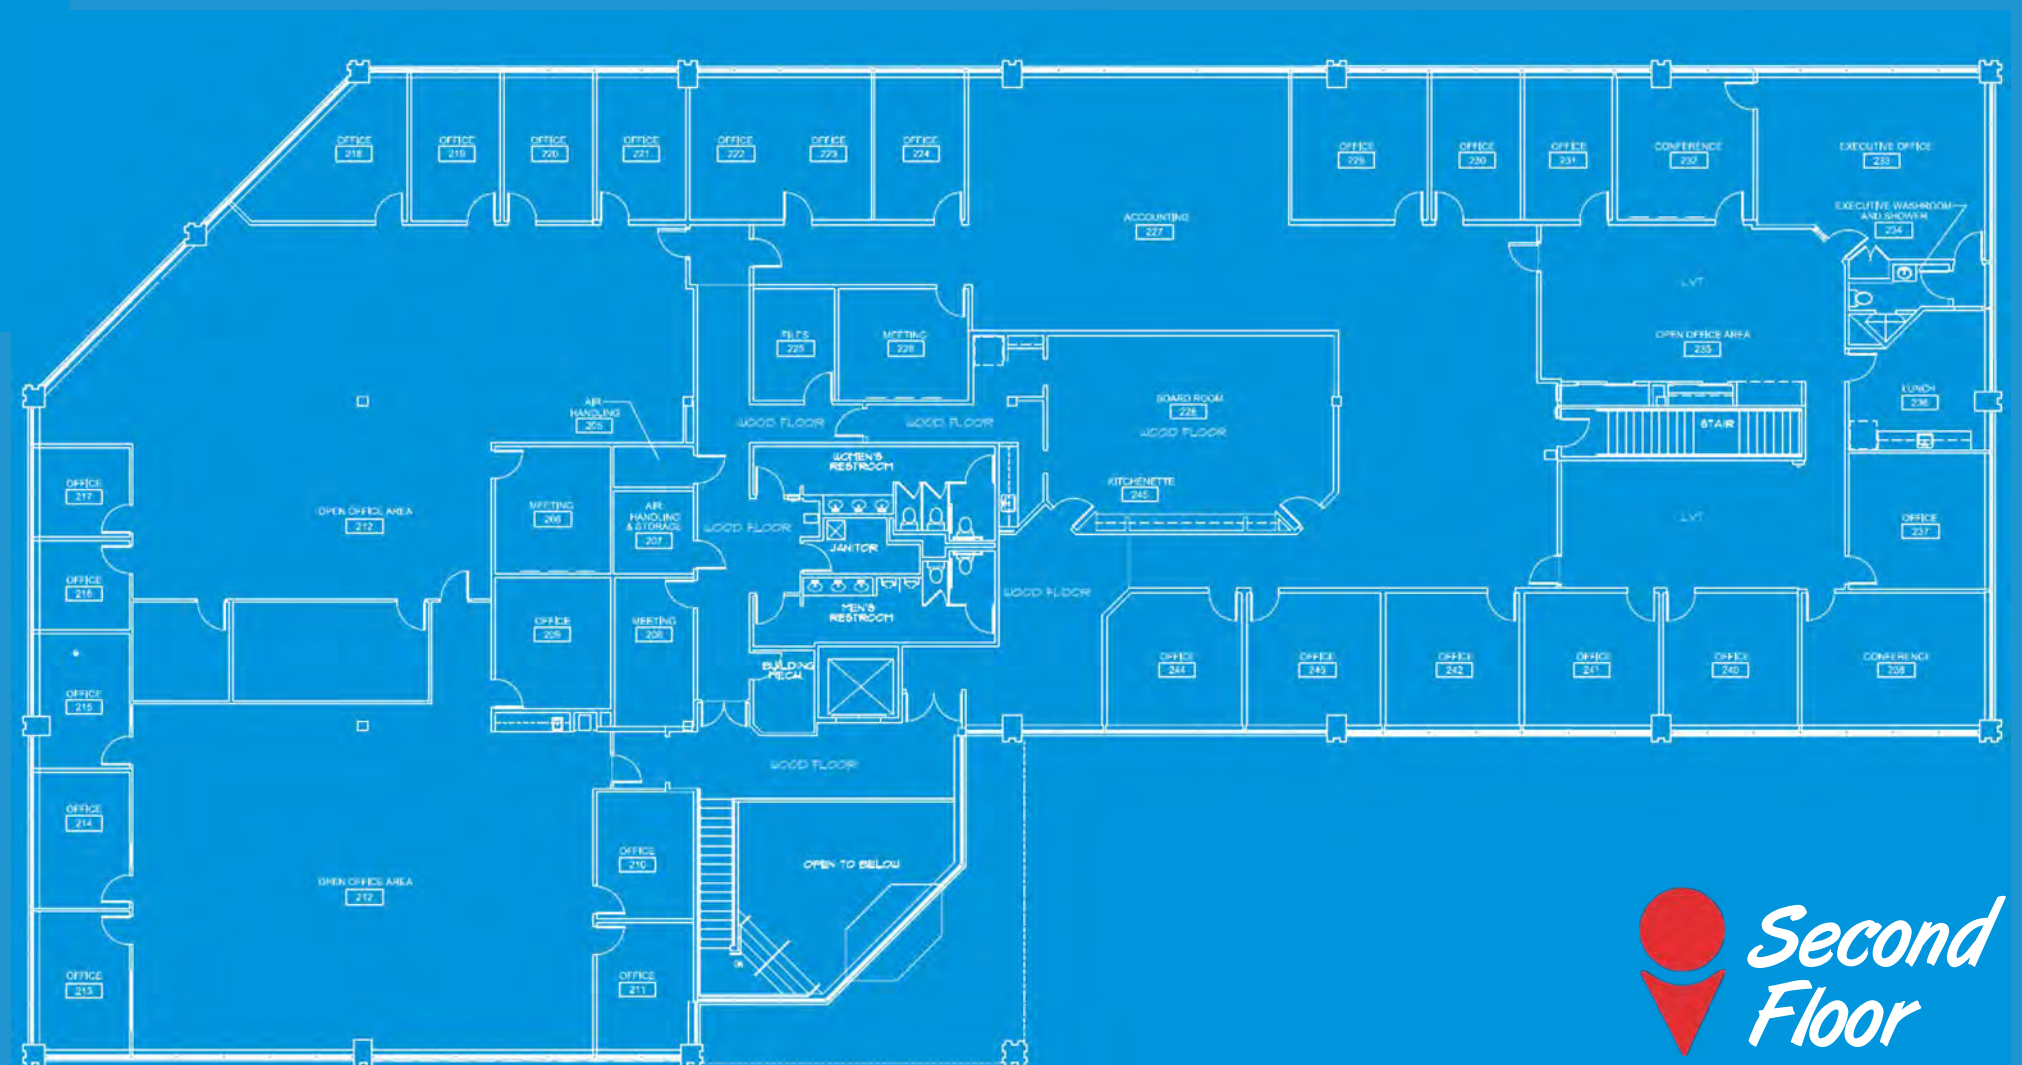 OFFICE
218
OFFICE
219
OFFICE
220
OFFICE
221
OFFICE
222
OFFICE
223
OFFICE
224
OFFICE
229
OFFICE
230
OFFICE
231
CONFERENCE
232
EXECUTIVE OFFICE
233
EXECUTIVE WASHROOM
AND SHOWER
234
ACCOUNTING
227
LVT
OPEN OFFICE AREA
235
FILES
225
MEETING
226
AIR
HANDLING
205
WOOD FLOOR
WOOD FLOOR
BOARD ROOM
228
WOOD FLOOR
LUNCH
236
STAIR
WOMEN'S
RESTROOM
OFFICE
217
OPEN OFFICE AREA
212
MEETING
206
AIR
HANDLING
& STORAGE
207
WOOD FLOOR
JANITOR
KITCHENETTE
245
LVT
OFFICE
237
OFFICE
216
OFFICE
209
MEETING
208
MEN'S
RESTROOM
WOOD FLOOR
OFFICE
215
BUILDING
MECH.
OFFICE
244
OFFICE
243
OFFICE
242
OFFICE
241
OFFICE
240
CONFERENCE
238
WOOD FLOOR
OFFICE
214
OFFICE
210
OPEN TO BELOW
OPEN OFFICE AREA
212
OFFICE
213
OFFICE
211
DN
Second
Floor